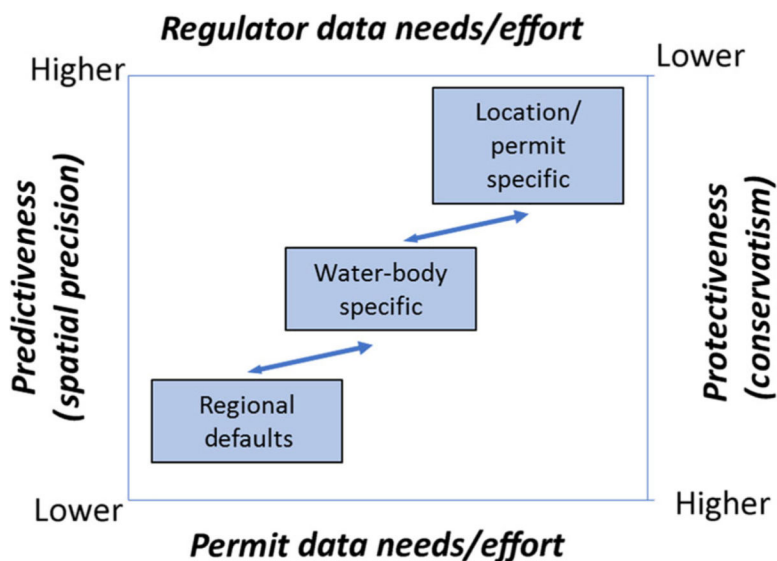 Regulator data needs/effort
Higher
Lower
Location/
permit
specific
Predictiveness
(spatial precision)
Protectiveness
(conservatism)
Water-body
specific
Regional
defaults
Lower
Higher
Permit data needs/effort